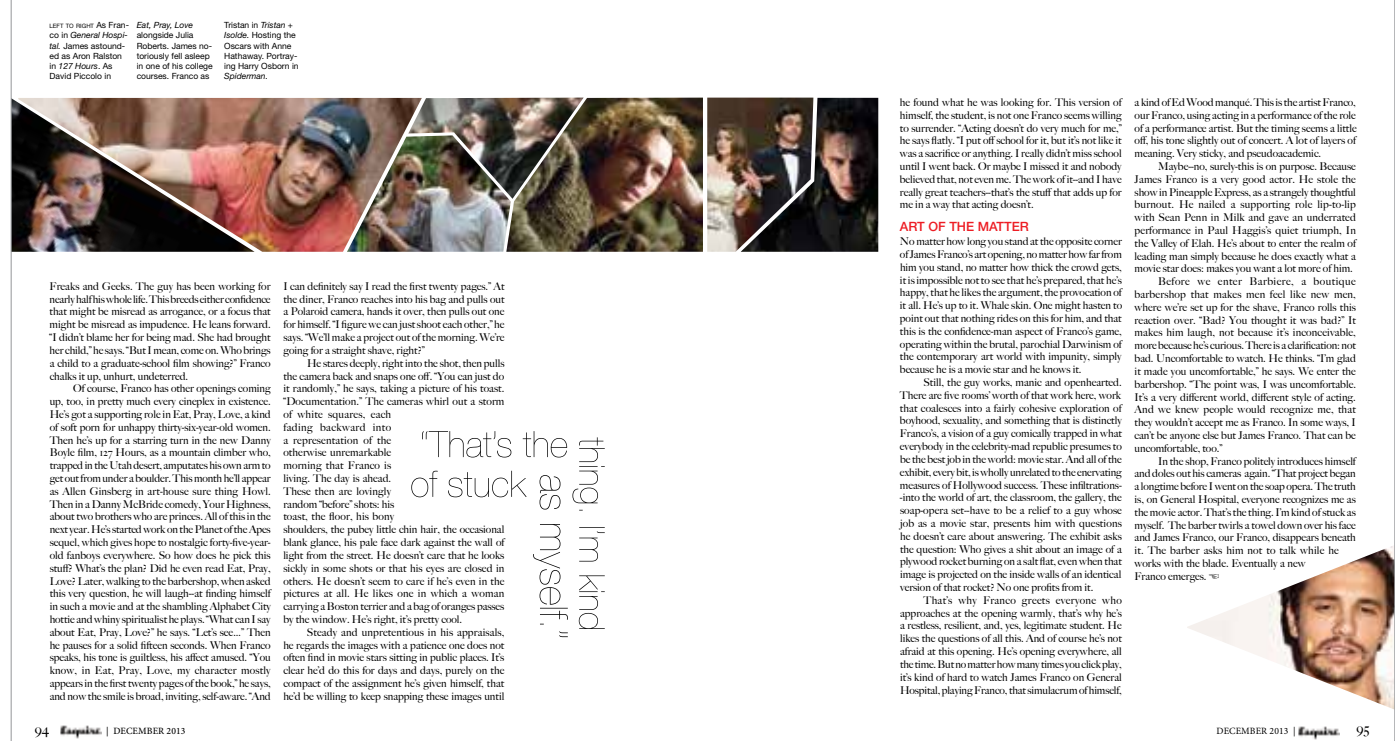 LEFT TO RIGHT As Fran-
co in General Hospi-
tal. James astound-
ed as Aron Ralston
in 127 Hours. As
David Piccolo in
Eat, Pray, Love
alongside Julia
Roberts. James no-
toriously fell asleep
in one of his college
courses. Franco as
Tristan in Tristan +
Isolde. Hosting the
Oscars with Anne
Hathaway. Portray-
ing Harry Osborn in
Spiderman.
Freaks and Geeks. The guy has been working for
nearly half his whole life. This breeds either confidence
that might be misread as arrogance, or a focus that
might be misread as impudence. He leans forward.
"I didn't blame her for being mad. She had brought
her child," he says. "But I mean, come on. Who brings
a child to a graduate-school film showing?" Franco
chalks it up, unhurt, undeterred.
Of course, Franco has other openings coming
up, too, in pretty much every cineplex in existence.
He's got a supporting role in Eat, Pray, Love, a kind
of soft porn for unhappy thirty-six-year-old women.
Then he's up for a starring turn in the new Danny
Boyle film, 127 Hours, as a mountain climber who,
trapped in the Utah desert, amputates his own arm to
get out from under a boulder. This month he'll appear
as Allen Ginsberg in art-house sure thing Howl.
Then in a Danny McBride comedy, Your Highness,
about two brothers who are princes. All of this in the
next year. He's started work on the Planet of the Apes
sequel, which gives hope to nostalgic forty-five-year-
old fanboys everywhere. So how does he pick this
stuff? What's the plan? Did he even read Eat, Pray,
Love? Later, walking to the barbershop, when asked
this very question, he will laugh–at finding himself
in such a movie and at the shambling Alphabet City
hottie and whiny spiritualist he plays. "What can I say
about Eat, Pray, Love?" he says. "Let's see..." Then
he pauses for a solid fifteen seconds. When Franco
speaks, his tone is guiltless, his affect amused. "You
know, in Eat, Pray, Love, my character mostly
appears in the first twenty pages of the book," he says,
and now the smile is broad, inviting, self-aware. "And
I can definitely say I read the first twenty pages." At
the diner, Franco reaches into his bag and pulls out
a Polaroid camera, hands it over, then pulls out one
for himself. "I figure we can just shoot each other," he
says. "We'll make a project out of the morning. We're
going for a straight shave, right?"
He stares deeply, right into the shot, then pulls
the camera back and snaps one off. "You can just do
it randomly," he says, taking a picture of his toast.
"Documentation." The cameras whirl out a storm
of white squares, each
fading backward into
a representation of the
otherwise unremarkable
morning that Franco is
living. The day is ahead.
These then are lovingly
random "before" shots: his
toast, the floor, his bony
shoulders, the pubey little chin hair, the occasional
blank glance, his pale face dark against the wall of
light from the street. He doesn't care that he looks
sickly in some shots or that his eyes are closed in
others. He doesn't seem to care if he's even in the
pictures at all. He likes one in which a woman
carrying a Boston terrier and a bag of oranges passes
by the window. He's right, it's pretty cool.
Steady and unpretentious in his appraisals,
he regards the images with a patience one does not
often find in movie stars sitting in public places. It's
clear he'd do this for days and days, purely on the
compact of the assignment he's given himself, that
he'd be willing to keep snapping these images until
"That's the
thing. I'm kind
of stuck
as myself."
he found what he was looking for. This version of
himself, the student, is not one Franco seems willing
to surrender. "Acting doesn't do very much for me,"
he says flatly. "I put off school for it, but it's not like it
was a sacrifice or anything. I really didn't miss school
until I went back. Or maybe I missed it and nobody
believed that, not even me. The work of it–and I have
really great teachers–that's the stuff that adds up for
me in a way that acting doesn't.
ART OF THE MATTER
No matter how long you stand at the opposite corner
of James Franco's art opening, no matter how far from
him you stand, no matter how thick the crowd gets,
it is impossible not to see that he's prepared, that he's
happy, that he likes the argument, the provocation of
it all. He's up to it. Whale skin. One might hasten to
point out that nothing rides on this for him, and that
this is the confidence-man aspect of Franco's game,
operating within the brutal, parochial Darwinism of
the contemporary art world with impunity, simply
because he is a movie star and he knows it.
Still, the guy works, manic and openhearted.
There are five rooms' worth of that work here, work
that coalesces into a fairly cohesive exploration of
boyhood, sexuality, and something that is distinctly
Franco's, a vision of a guy comically trapped in what
everybody in the celebrity-mad republic presumes to
be the best job in the world: movie star. And all of the
exhibit, every bit, is wholly unrelated to the enervating
measures of Hollywood success. These infiltrations-
-into the world of art, the classroom, the gallery, the
soap-opera set–have to be a relief to a guy whose
job as a movie star, presents him with questions
he doesn't care about answering. The exhibit asks
the question: Who gives a shit about an image of a
plywood rocket burning on a salt flat, even when that
image is projected on the inside walls of an identical
version of that rocket? No one profits from it.
That's why Franco greets everyone who
approaches at the opening warmly, that's why he's
a restless, resilient, and, yes, legitimate student. He
likes the questions of all this. And of course he's not
afraid at this opening. He's opening everywhere, all
the time. But no matter how many times you click play,
it's kind of hard to watch James Franco on General
Hospital, playing Franco, that simulacrum of himself,
a kind of Ed Wood manqué. This is the artist Franco,
our Franco, using acting in a performance of the role
of a performance artist. But the timing seems a little
off, his tone slightly out of concert. A lot of layers of
meaning. Very sticky, and pseudoacademic.
Maybe–no, surely-this is on purpose. Because
James Franco is a very good actor. He stole the
show in Pineapple Express, as a strangely thoughtful
burnout. He nailed a supporting role lip-to-lip
with Sean Penn in Milk and gave an underrated
performance in Paul Haggis's quiet triumph, In
the Valley of Elah. He's about to enter the realm of
leading man simply because he does exactly what a
movie star does: makes you want a lot more of him.
Before we enter Barbiere, a boutique
barbershop that makes men feel like new men,
where we're set up for the shave, Franco rolls this
reaction over. "Bad? You thought it was bad?" It
makes him laugh, not because it's inconceivable,
more because he's curious. There is a clarification: not
bad. Uncomfortable to watch. He thinks. "I'm glad
it made you uncomfortable," he says. We enter the
barbershop. "The point was, I was uncomfortable.
It's a very different world, different style of acting.
And we knew people would recognize me, that
they wouldn't accept me as Franco. In some ways, I
can't be anyone else but James Franco. That can be
uncomfortable, too."
In the shop, Franco politely introduces himself
and doles out his cameras again. "That project began
a longtime before I went on the soap opera. The truth
is, on General Hospital, everyone recognizes me as
the movie actor. That's the thing. I'm kind of stuck as
myself. The barber twirls a towel down over his face
and James Franco, our Franco, disappears beneath
it. The barber asks him not to talk while he
works with the blade. Eventually a new
Franco emerges.
94 Esquire | DECEMBER 2013
DECEMBER 2013 | Esquire 95